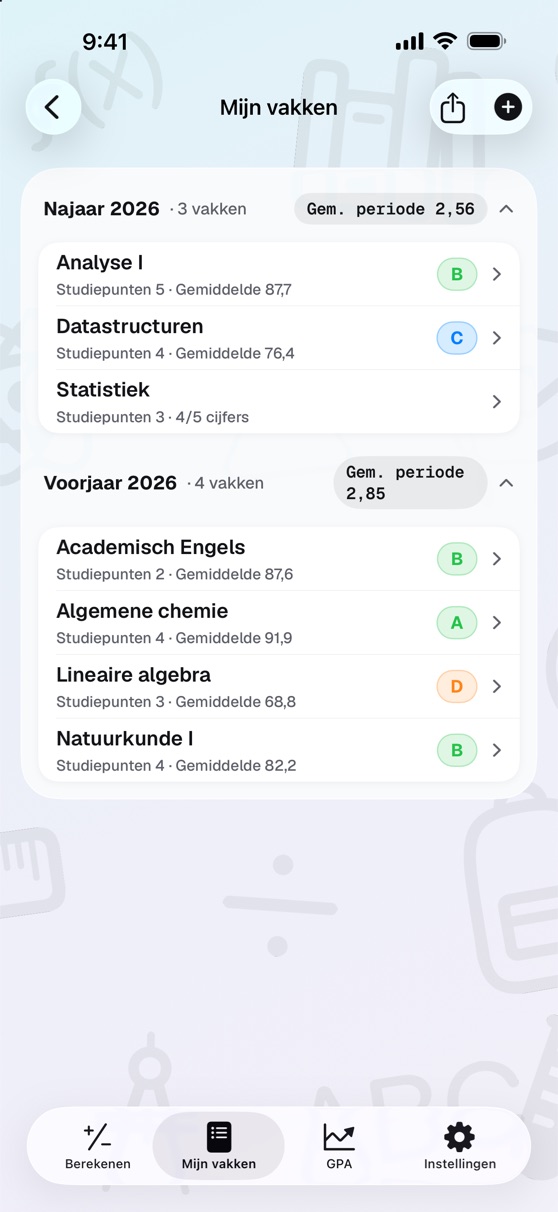 9:41
Mijn vakken
Najaar 2026 · 3 vakken Gem. periode 2,56
Analyse I
Studiepunten 5 · Gemiddelde 87,7
B
Datastructuren
Studiepunten 4 · Gemiddelde 76,4
C
Statistiek
Studiepunten 3 · 4/5 cijfers
Voorjaar 2026 · 4 vakken
Gem. periode
2,85
Academisch Engels
Studiepunten 2 · Gemiddelde 87,6
B
Algemene chemie
Studiepunten 4 · Gemiddelde 91,9
A
Lineaire algebra
Studiepunten 3 · Gemiddelde 68,8
D
Natuurkunde I
Studiepunten 4 · Gemiddelde 82,2
B
Berekenen
Mijn vakken
GPA
Instellingen